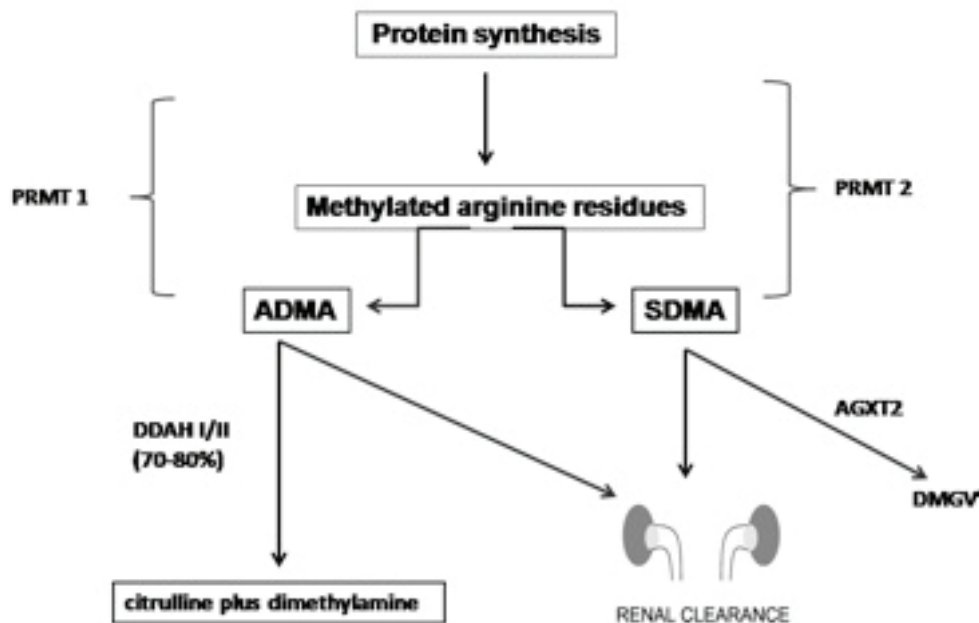 Protein synthesis
PRMT 1
PRMT 2
Methylated arginine residues
ADMA
SDMA
AGXT2
DDAH I/II
(70-80%)
DMGV
citrulline plus dimethylamine
RENAL CLEARANCE